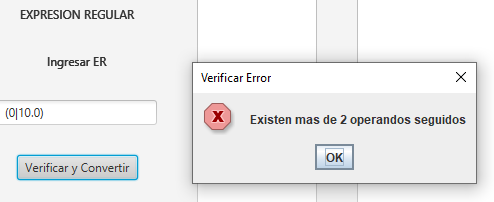 EXPRESION REGULAR
Ingresar ER
(0|10.0)
Verificar y Convertir
Verificar Error
Existen mas de 2 operandos seguidos
OK